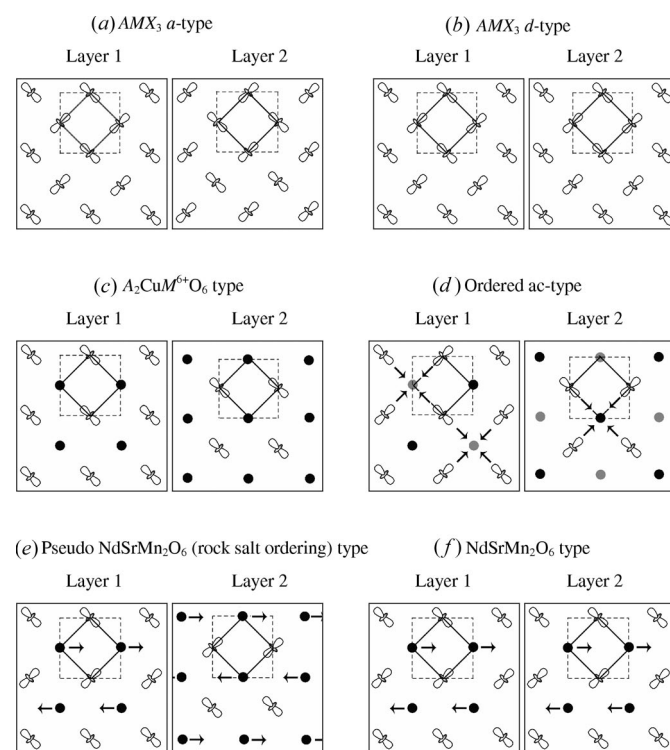 (a) AMX₃ a-type
(b) AMX₃ d-type
Layer 1 Layer 2 Layer 1 Layer 2
(c) A₂CuM⁶⁺O₆ type
(d) Ordered ac-type
Layer 1 Layer 2 Layer 1 Layer 2
(e) Pseudo NdSrMn₂O₆ (rock salt ordering) type
(f) NdSrMn₂O₆ type
Layer 1 Layer 2 Layer 1 Layer 2